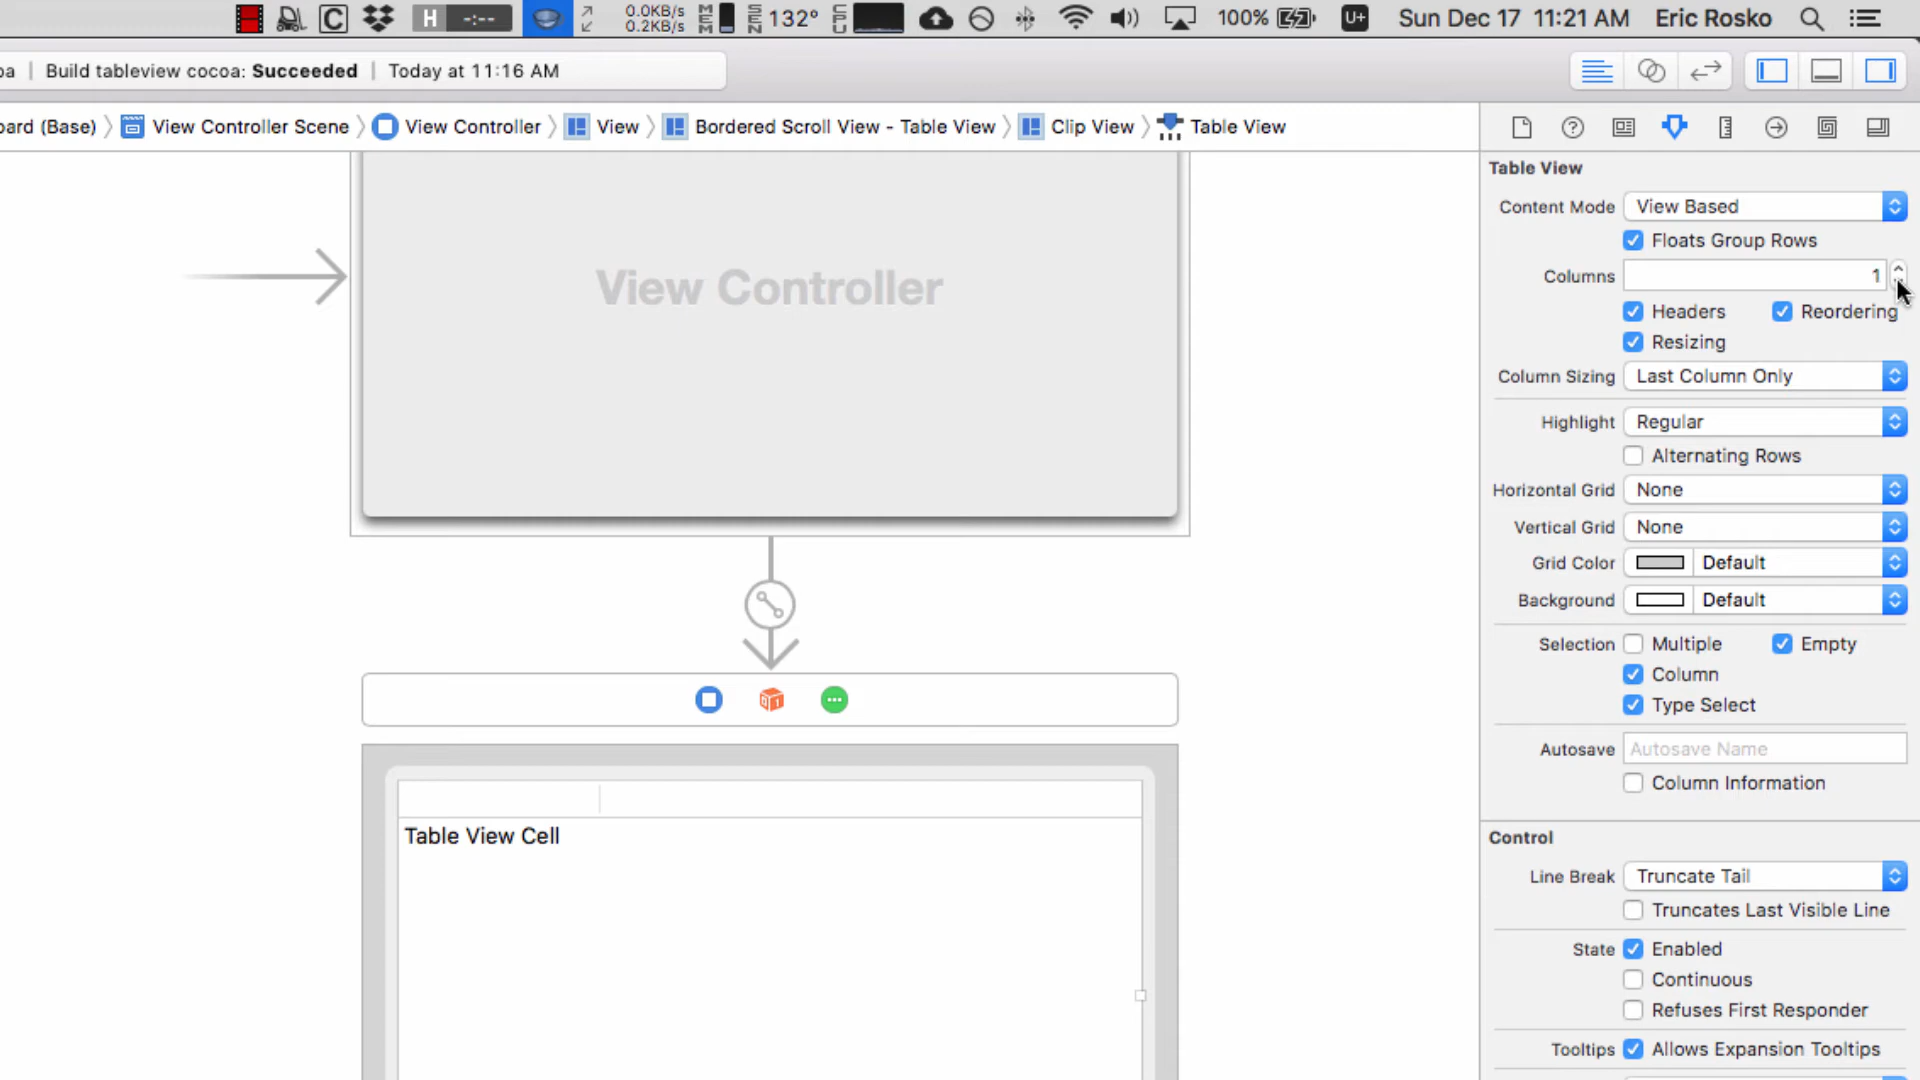 H -:-- 0.0KB/s 0.2KB/s MEM SEN 132° CPU 100% U+ Sun Dec 17 11:21 AM Eric Rosko
oa | Build tableview cocoa: Succeeded | Today at 11:16 AM
oard (Base) View Controller Scene View Controller View Bordered Scroll View - Table View Clip View Table View
Table View
Content Mode View Based
Floats Group Rows
Columns 1
Headers Reordering
Resizing
Column Sizing Last Column Only
Highlight Regular
Alternating Rows
Horizontal Grid None
Vertical Grid None
Grid Color Default
Background Default
Selection Multiple Empty
Column
Type Select
Autosave Autosave Name
Column Information
Control
Line Break Truncate Tail
Truncates Last Visible Line
State Enabled
Continuous
Refuses First Responder
Tooltips Allows Expansion Tooltips
View Controller
Table View Cell